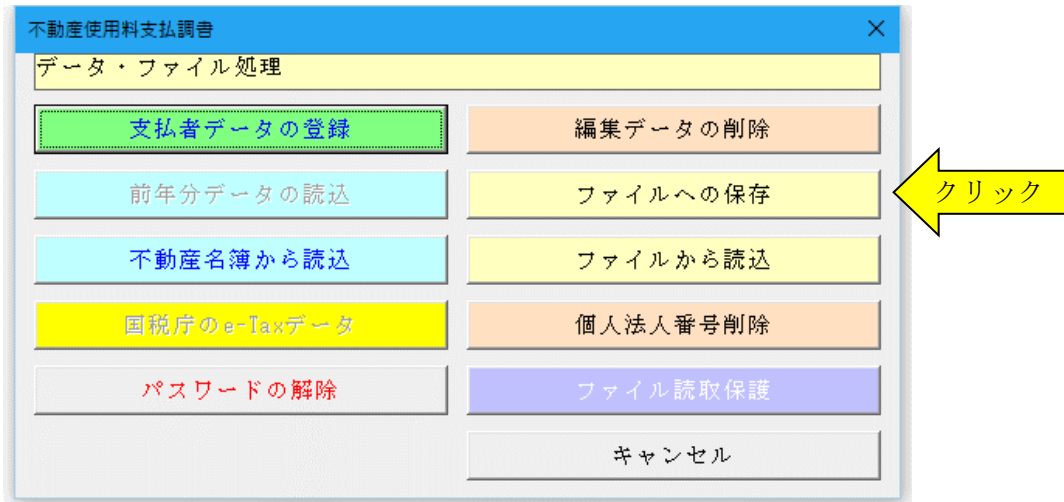 不動産使用料支払調書
データ・ファイル処理
支払者データの登録
編集データの削除
前年分データの読込
ファイルへの保存
クリック
不動産名簿から読込
ファイルから読込
国税庁のe-Taxデータ
個人法人番号削除
パスワードの解除
ファイル読取保護
キャンセル